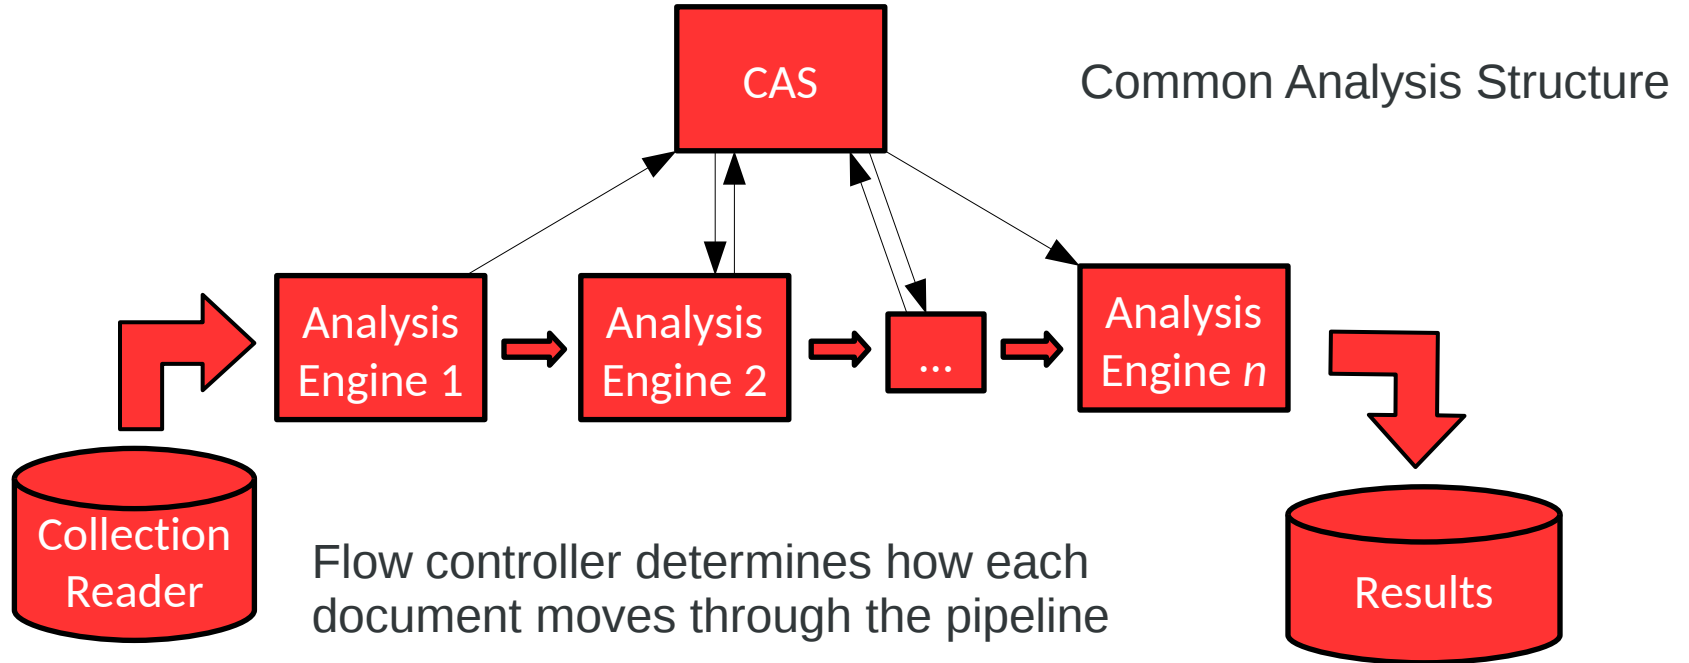 CAS
Common Analysis Structure
Analysis
Engine 1
Analysis
Engine 2
...
Analysis
Engine n
Collection
Reader
Flow controller determines how each
document moves through the pipeline
Results